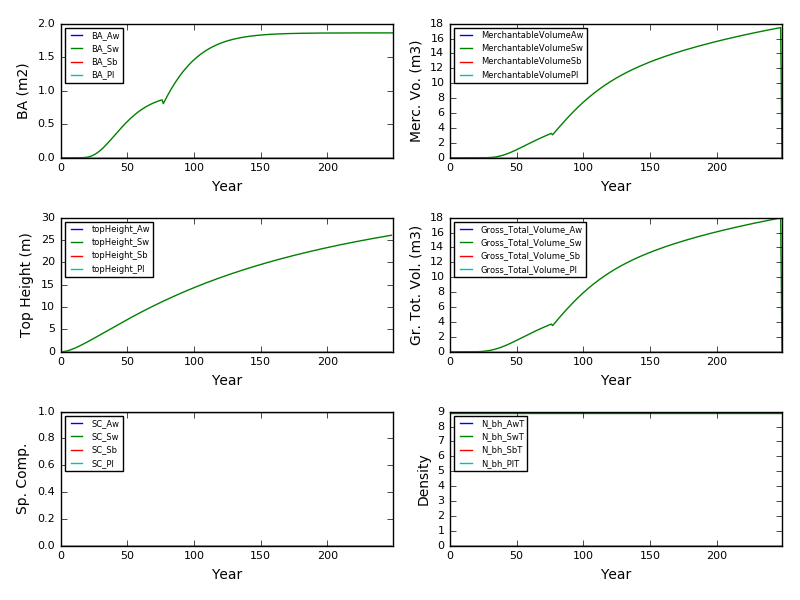 BA (m2)
2.0
1.5
1.0
0.5
0.0
BA_Aw
BA_Sw
BA_Sb
BA_Pl
0 50 100 150 200
Year
Merc. Vo. (m3)
18
16
14
12
10
8
6
4
2
0
MerchantableVolumeAw
MerchantableVolumeSw
MerchantableVolumeSb
MerchantableVolumePl
0 50 100 150 200
Year
Top Height (m)
30
25
20
15
10
5
0
topHeight_Aw
topHeight_Sw
topHeight_Sb
topHeight_Pl
0 50 100 150 200
Year
Gr. Tot. Vol. (m3)
18
16
14
12
10
8
6
4
2
0
Gross_Total_Volume_Aw
Gross_Total_Volume_Sw
Gross_Total_Volume_Sb
Gross_Total_Volume_Pl
0 50 100 150 200
Year
Sp. Comp.
1.0
0.8
0.6
0.4
0.2
0.0
SC_Aw
SC_Sw
SC_Sb
SC_Pl
0 50 100 150 200
Year
Density
9
8
7
6
5
4
3
2
1
0
N_bh_AwT
N_bh_SwT
N_bh_SbT
N_bh_PlT
0 50 100 150 200
Year